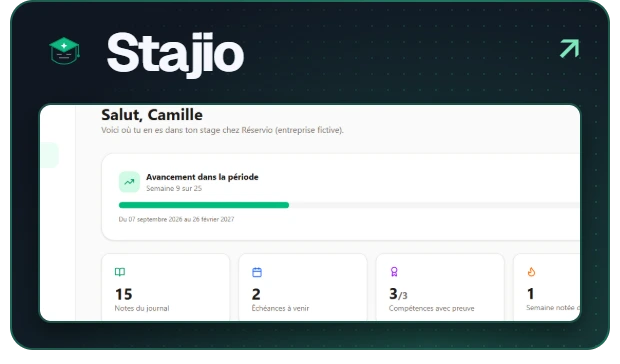 Stajio
Salut, Camille
Voici où tu en es dans ton stage chez Réservio (entreprise fictive).
Avancement dans la période
Semaine 9 sur 25
Du 07 septembre 2026 au 26 février 2027
15
Notes du journal
2
Échéances à venir
3/3
Compétences avec preuve
1
Semaine notée